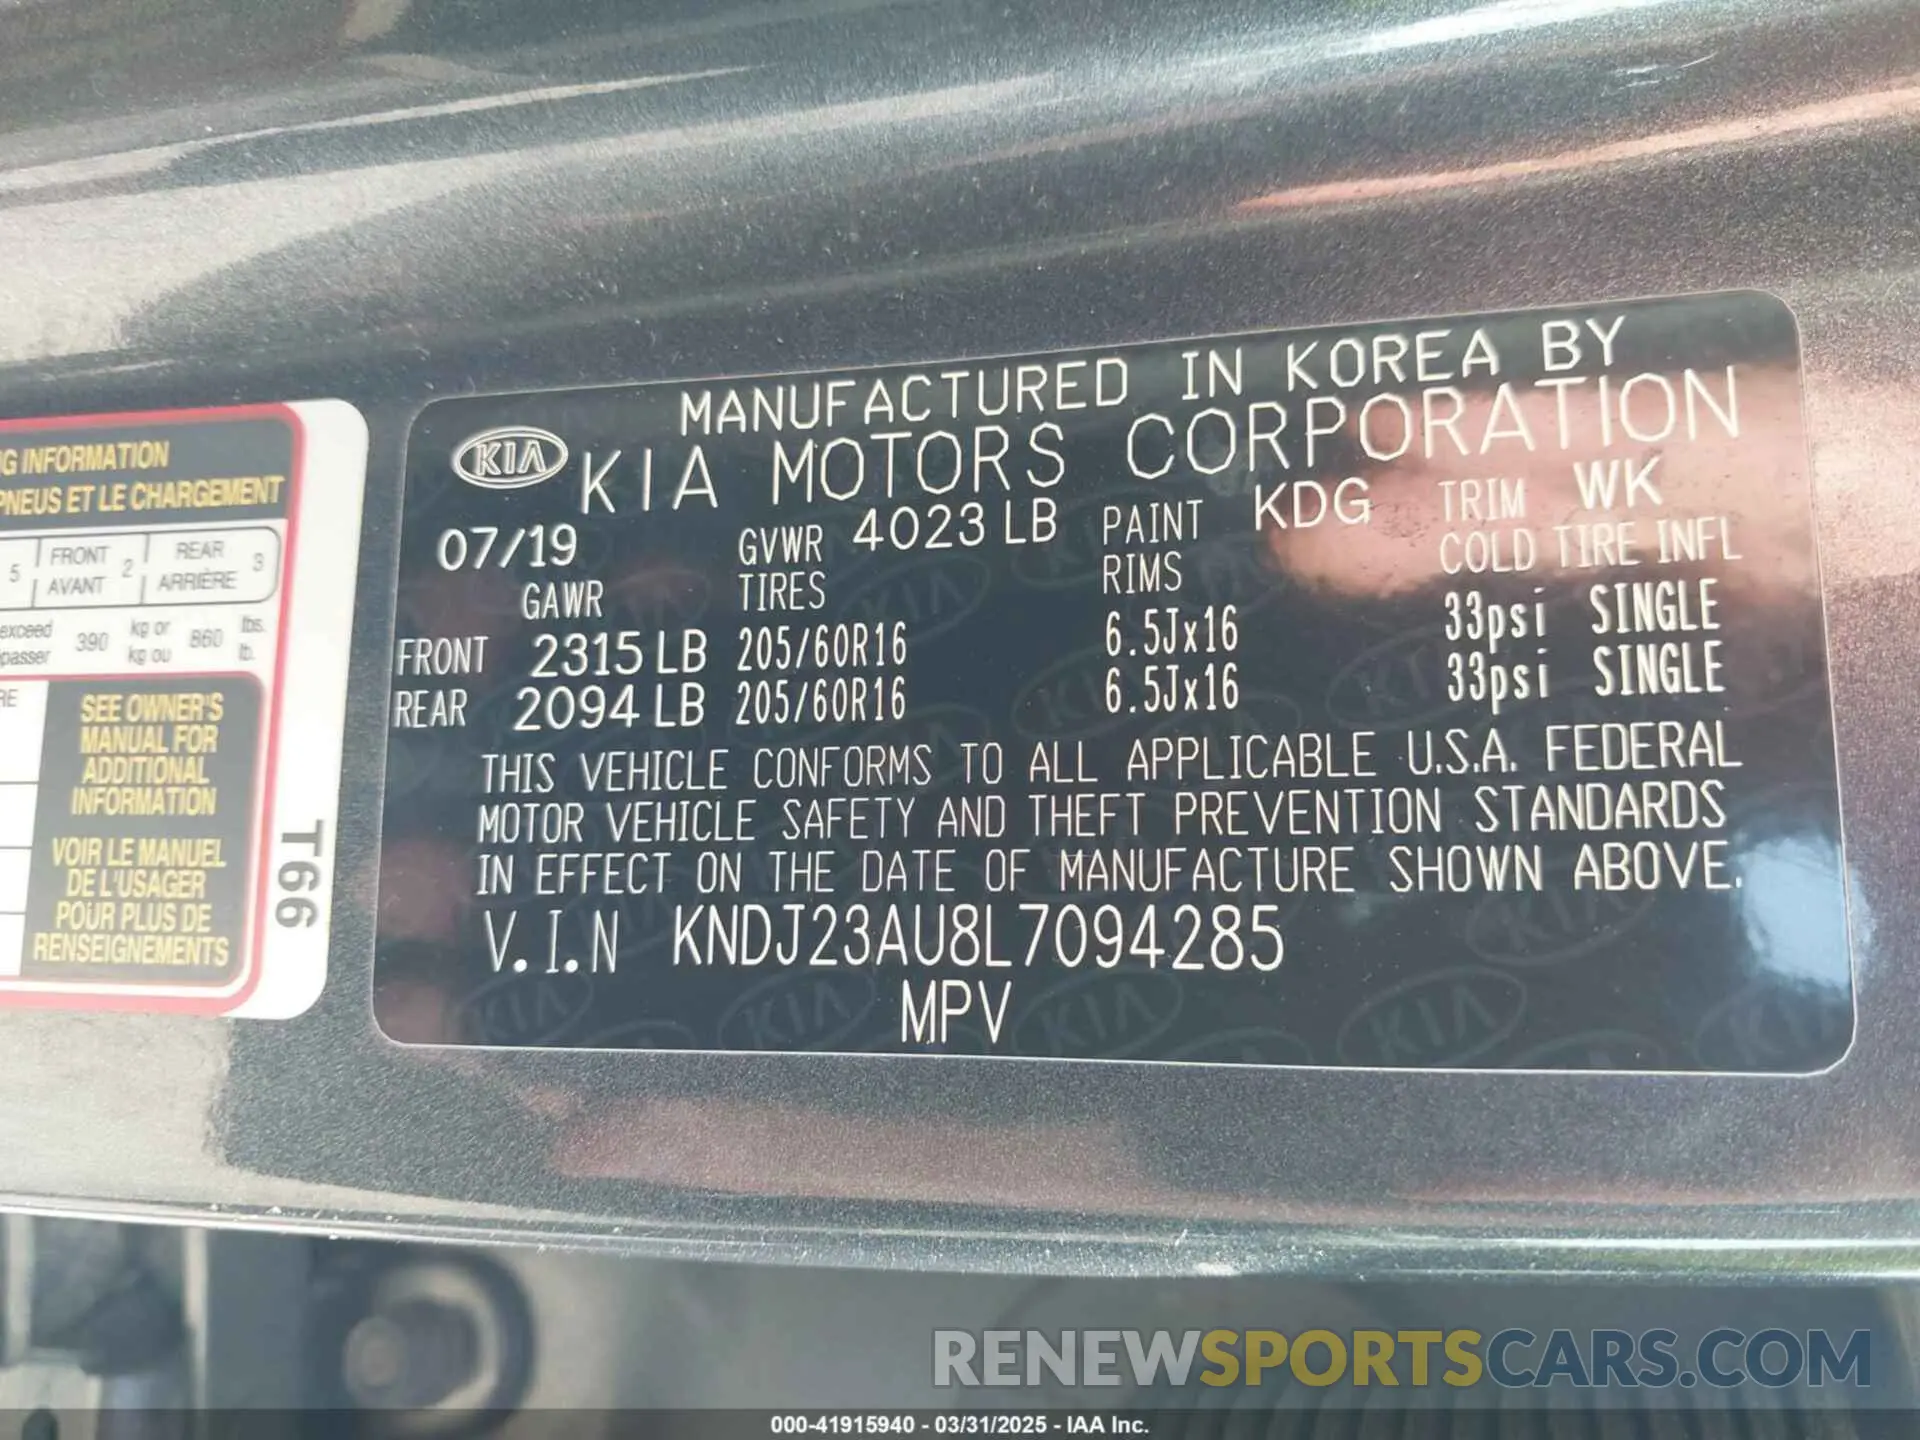 G INFORMATION
PNEUS ET LE CHARGEMENT
5 FRONT 2 REAR 3
AVANT ARRIÈRE
exceed 390 kg or 860 lbs.
passer kg ou lb.
RE
SEE OWNER'S
MANUAL FOR
ADDITIONAL
INFORMATION
VOIR LE MANUEL
DE L'USAGER
POUR PLUS DE
RENSEIGNEMENTS
T66
MANUFACTURED IN KOREA BY
KIA KIA MOTORS CORPORATION
07/19 GVWR 4023 LB PAINT KDG TRIM WK
GAWR TIRES RIMS COLD TIRE INFL
FRONT 2315 LB 205/60R16 6.5Jx16 33psi SINGLE
REAR 2094 LB 205/60R16 6.5Jx16 33psi SINGLE
THIS VEHICLE CONFORMS TO ALL APPLICABLE U.S.A. FEDERAL
MOTOR VEHICLE SAFETY AND THEFT PREVENTION STANDARDS
IN EFFECT ON THE DATE OF MANUFACTURE SHOWN ABOVE.
V.I.N KNDJ23AU8L7094285
MPV
RENEWSPORTSCARS.COM
000-41915940 - 03/31/2025 - IAA Inc.